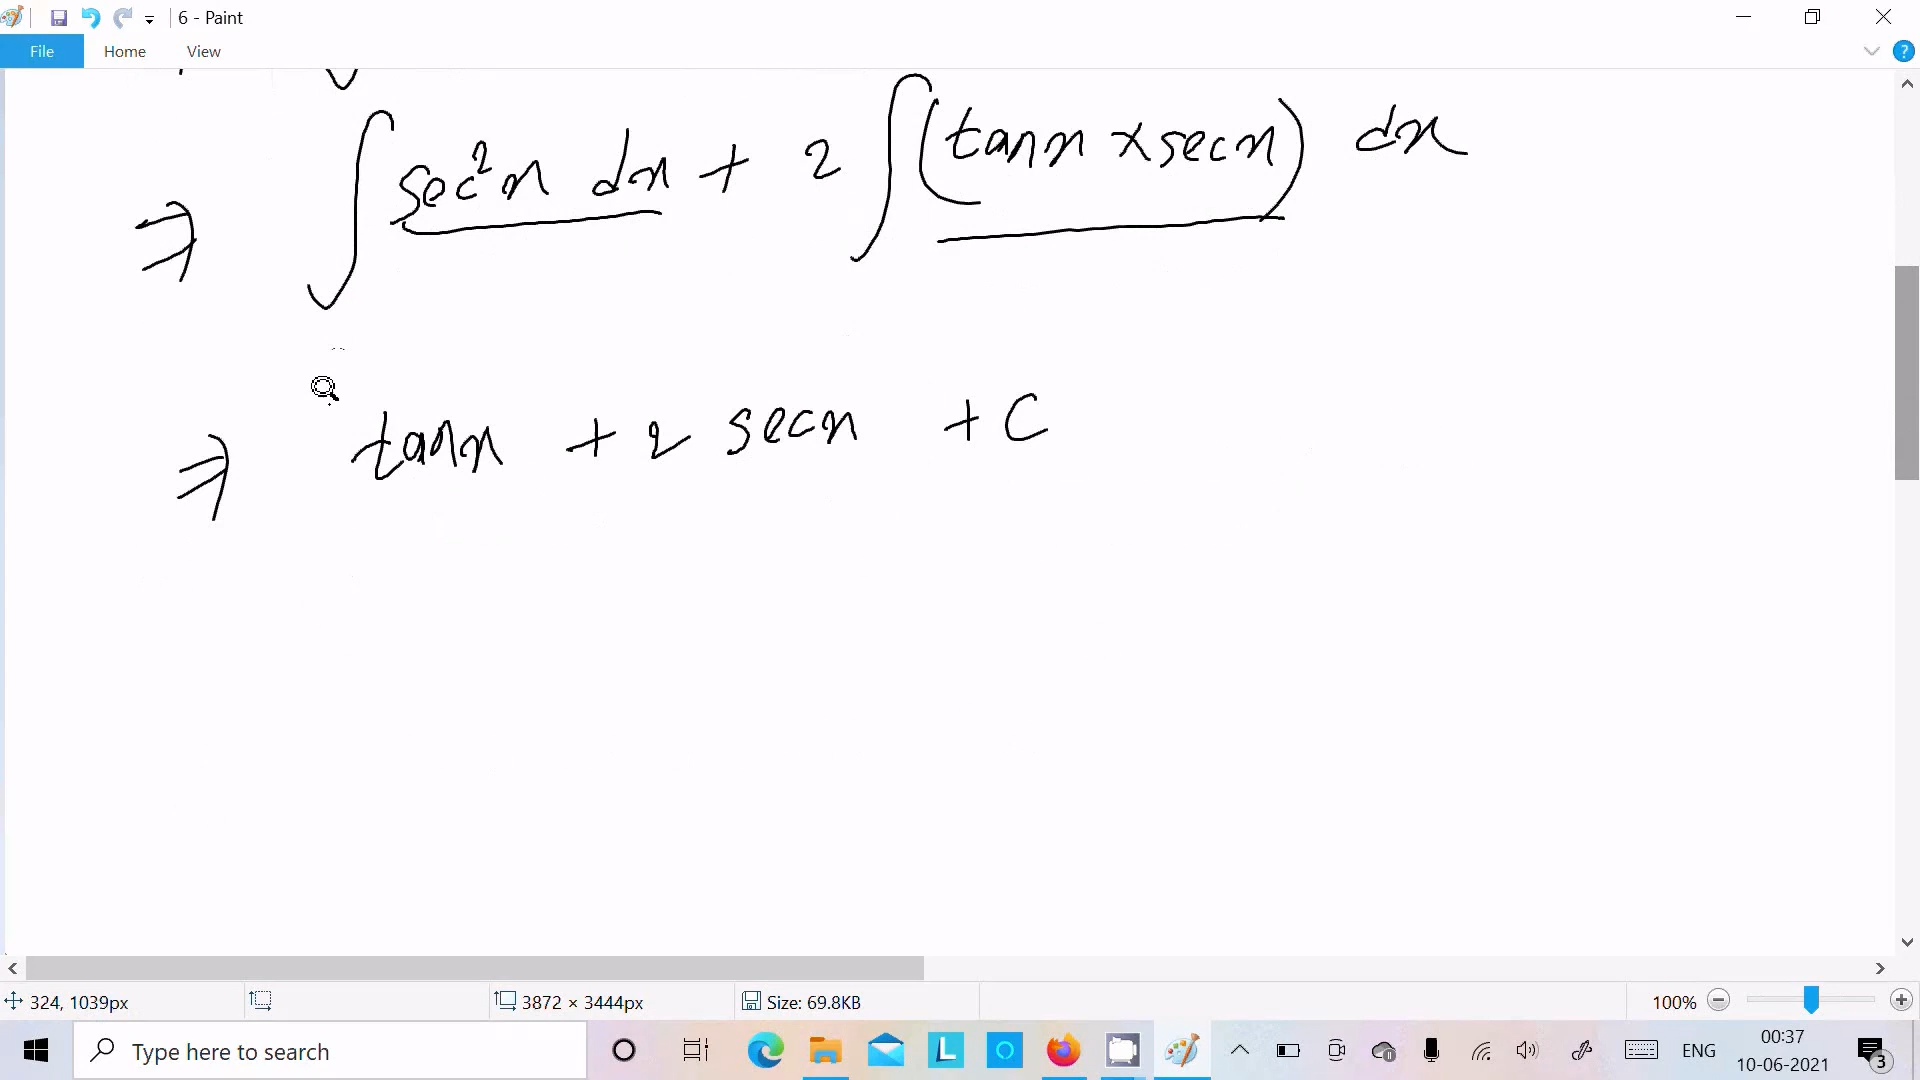 6 - Paint
File Home View
⇒ ∫ sec²x dx + 2 ∫ (tanx × secx) dx
⇒ tanx + 2 secx + C
324, 1039px 3872 × 3444px Size: 69.8KB 100%
Type here to search L ENG 00:37
10-06-2021 3